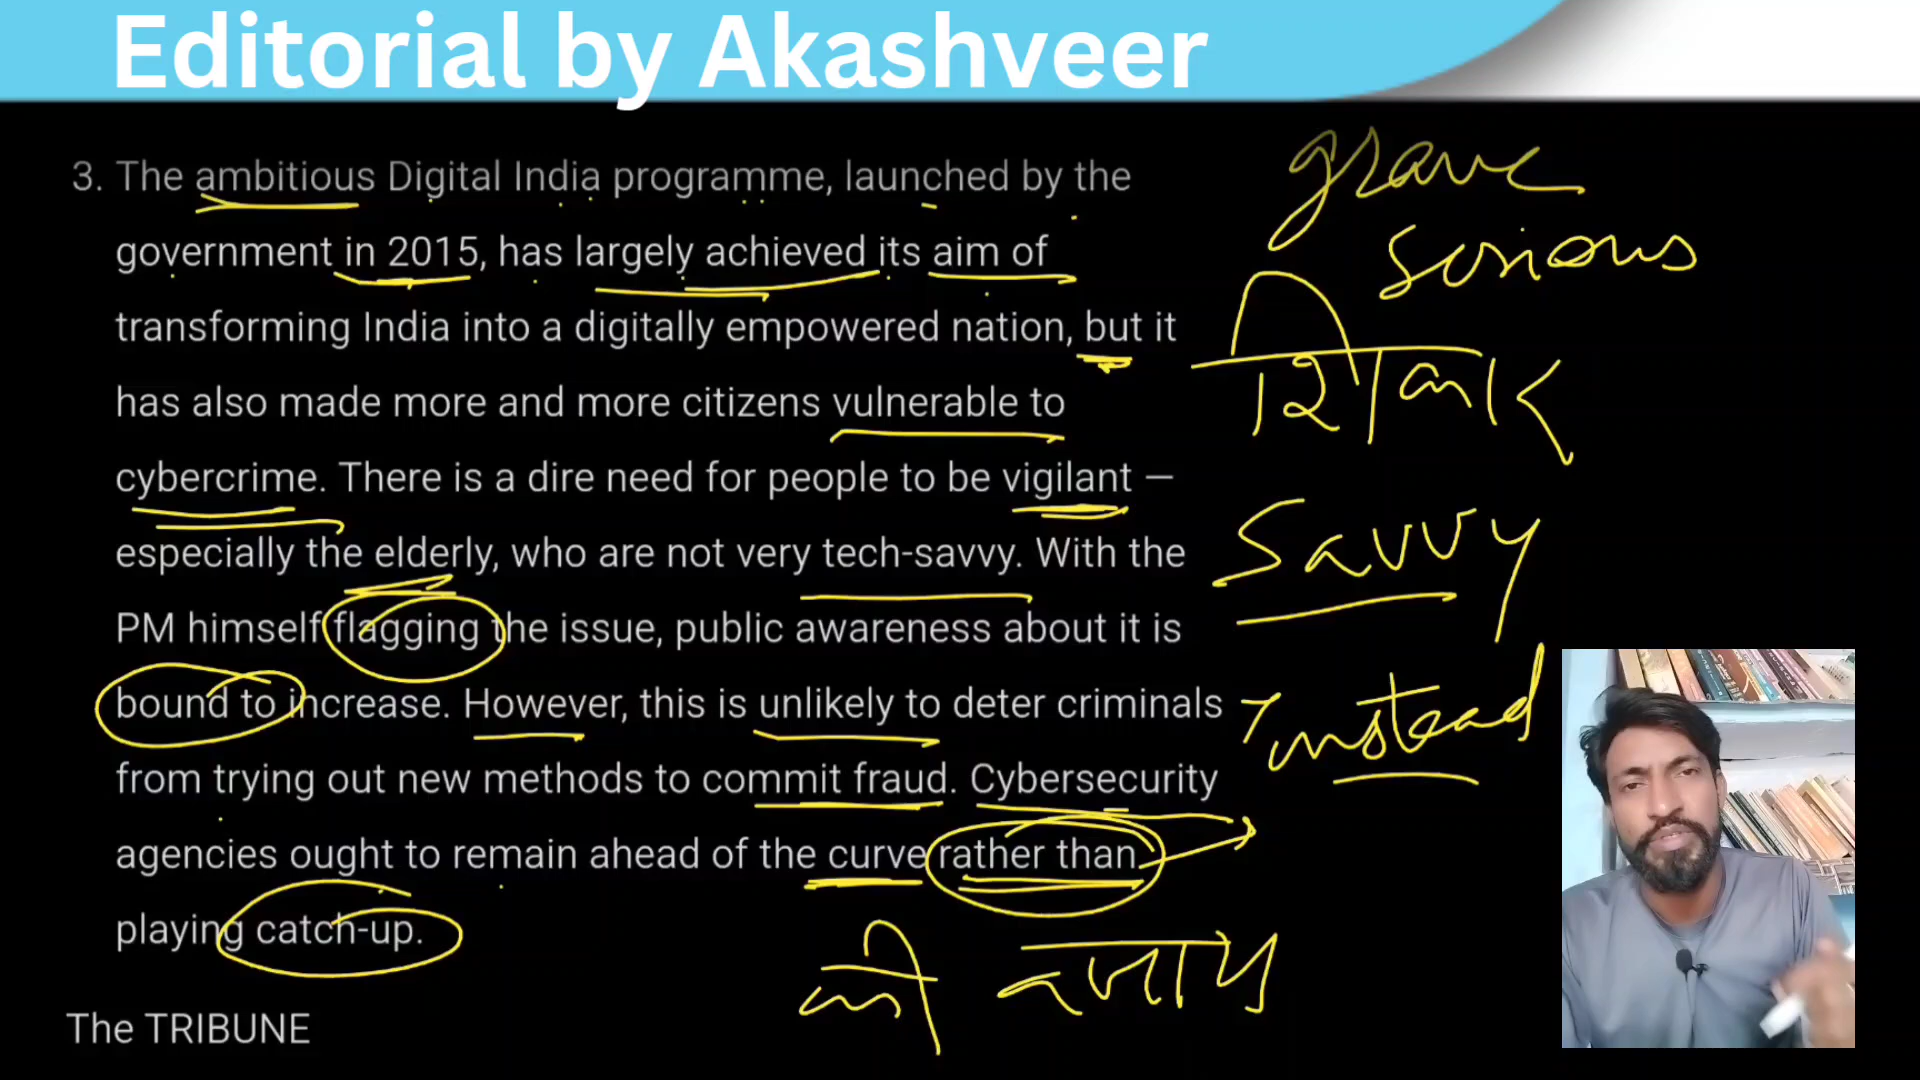 Editorial by Akashveer
3. The ambitious Digital India programme, launched by the
government in 2015, has largely achieved its aim of
transforming India into a digitally empowered nation, but it
has also made more and more citizens vulnerable to
cybercrime. There is a dire need for people to be vigilant —
especially the elderly, who are not very tech-savvy. With the
PM himself flagging the issue, public awareness about it is
bound to increase. However, this is unlikely to deter criminals
from trying out new methods to commit fraud. Cybersecurity
agencies ought to remain ahead of the curve rather than
playing catch-up.
The TRIBUNE
grave
serious
शिकार
Savvy
instead
की बजाय